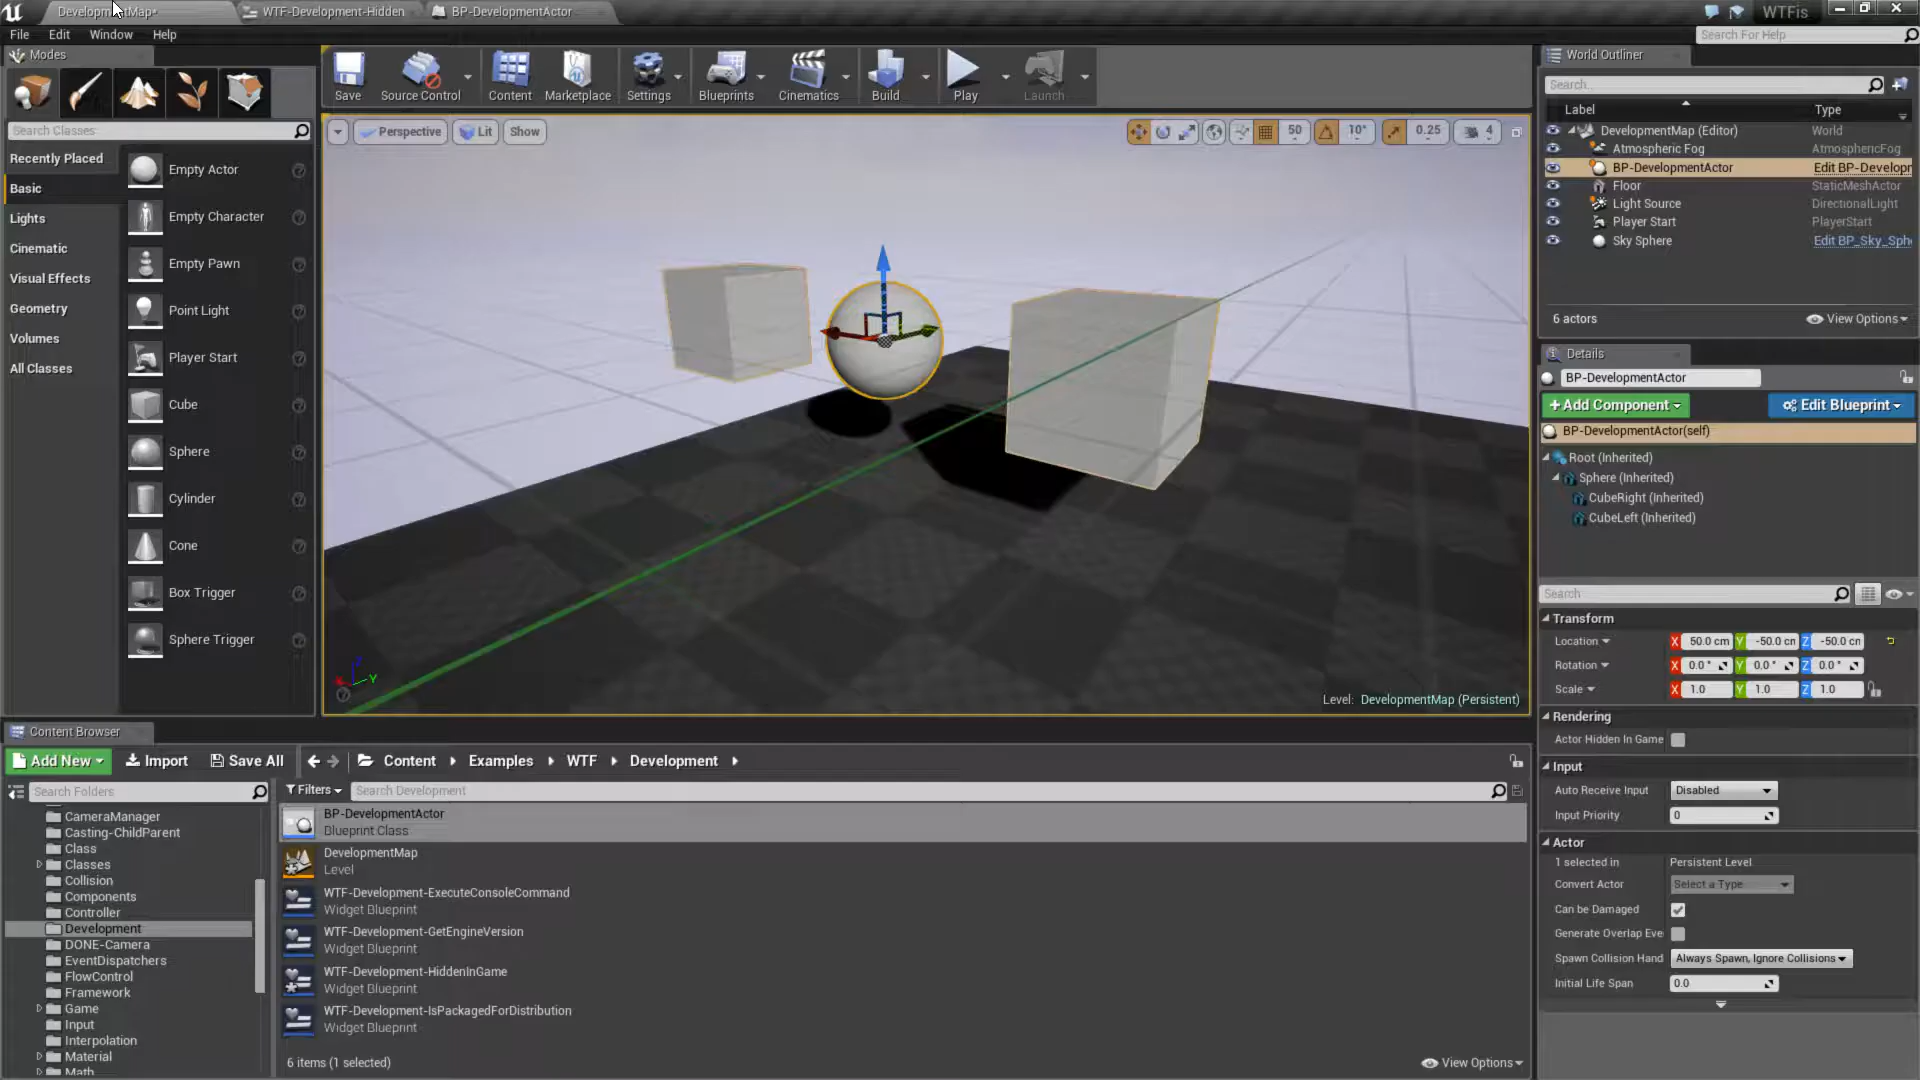 DevelopmentMap*
WTF-Development-Hidden
BP-DevelopmentActor
WTFis
File Edit Window Help
Search For Help
Modes
Save
Source Control
Content
Marketplace
Settings
Blueprints
Cinematics
Build
Play
Launch
World Outliner
Search...
Label Type
DevelopmentMap (Editor) World
Atmospheric Fog AtmosphericFog
BP-DevelopmentActor Edit BP-Developr
Floor StaticMeshActor
Light Source DirectionalLight
Player Start PlayerStart
Sky Sphere Edit BP_Sky_Sph
6 actors
View Options
Search Classes
Recently Placed
Basic
Lights
Cinematic
Visual Effects
Geometry
Volumes
All Classes
Empty Actor
Empty Character
Empty Pawn
Point Light
Player Start
Cube
Sphere
Cylinder
Cone
Box Trigger
Sphere Trigger
Perspective
Lit
Show
50
10°
0.25
4
X
Y
Z
Level: DevelopmentMap (Persistent)
Details
BP-DevelopmentActor
+Add Component
Edit Blueprint
BP-DevelopmentActor(self)
Root (Inherited)
Sphere (Inherited)
CubeRight (Inherited)
CubeLeft (Inherited)
Search
Transform
Location X 50.0 cm Y -50.0 cm Z -50.0 cm
Rotation X 0.0 ° Y 0.0 ° Z 0.0 °
Scale X 1.0 Y 1.0 Z 1.0
Rendering
Actor Hidden In Game
Input
Auto Receive Input Disabled
Input Priority 0
Actor
1 selected in Persistent Level
Convert Actor Select a Type
Can be Damaged
Generate Overlap Eve
Spawn Collision Hand Always Spawn, Ignore Collisions
Initial Life Span 0.0
Content Browser
Add New
Import
Save All
Content Examples WTF Development
Search Folders
Filters
Search Development
CameraManager
Casting-ChildParent
Class
Classes
Collision
Components
Controller
Development
DONE-Camera
EventDispatchers
FlowControl
Framework
Game
Input
Interpolation
Material
Math
BP-DevelopmentActor
Blueprint Class
DevelopmentMap
Level
WTF-Development-ExecuteConsoleCommand
Widget Blueprint
WTF-Development-GetEngineVersion
Widget Blueprint
WTF-Development-HiddenInGame
Widget Blueprint
WTF-Development-IsPackagedForDistribution
Widget Blueprint
6 items (1 selected)
View Options